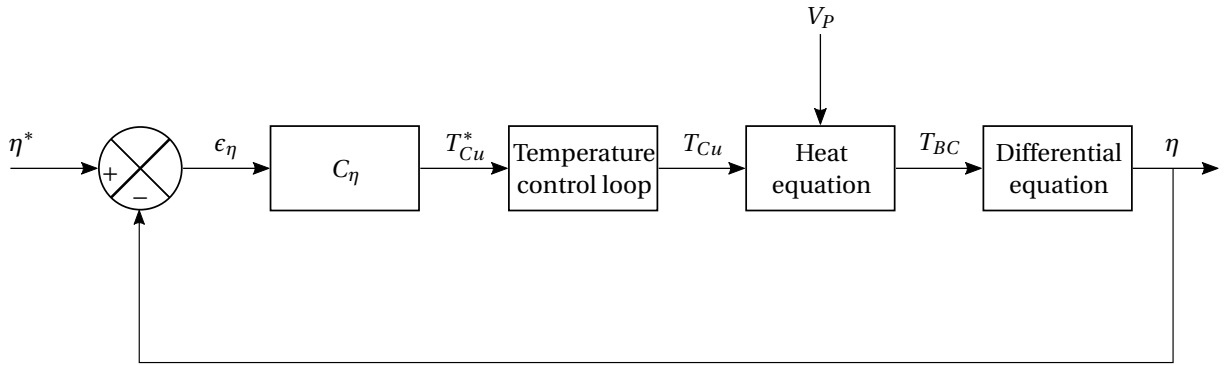 V_P
η* + − ϵ_η C_η T*_Cu Temperature control loop T_Cu Heat equation T_BC Differential equation η